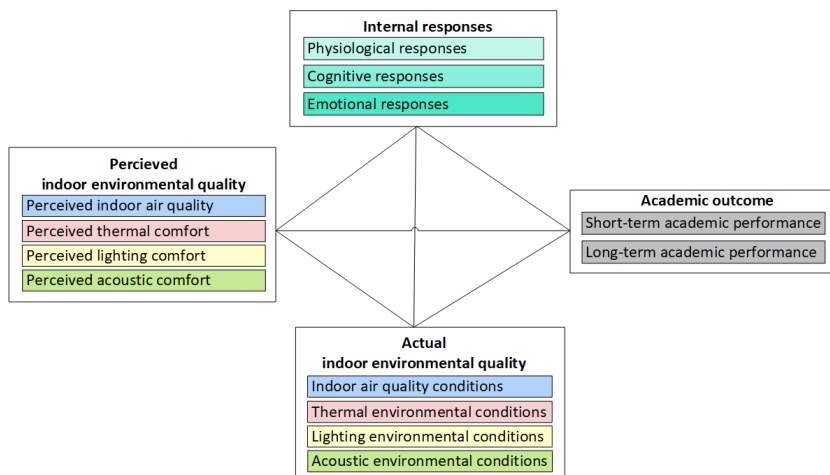 Internal responses
Physiological responses
Cognitive responses
Emotional responses
Percieved
indoor environmental quality
Perceived indoor air quality
Perceived thermal comfort
Perceived lighting comfort
Perceived acoustic comfort
Academic outcome
Short-term academic performance
Long-term academic performance
Actual
indoor environmental quality
Indoor air quality conditions
Thermal environmental conditions
Lighting environmental conditions
Acoustic environmental conditions